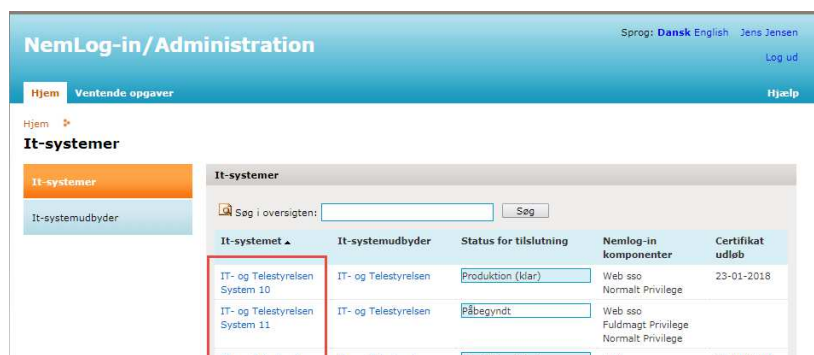 NemLog-in/Administration
Sprog: Dansk English Jens Jensen
Log ud
Hjem Ventende opgaver Hjælp
Hjem
It-systemer
It-systemer
It-systemudbyder
It-systemer
Søg i oversigten: Søg
It-systemet It-systemudbyder Status for tilslutning Nemlog-in komponenter Certifikat udløb
IT- og Telestyrelsen System 10 IT- og Telestyrelsen Produktion (klar) Web sso 23-01-2018
Normalt Privilege
IT- og Telestyrelsen System 11 IT- og Telestyrelsen Påbegyndt Web sso
Fuldmagt Privilege
Normalt Privilege